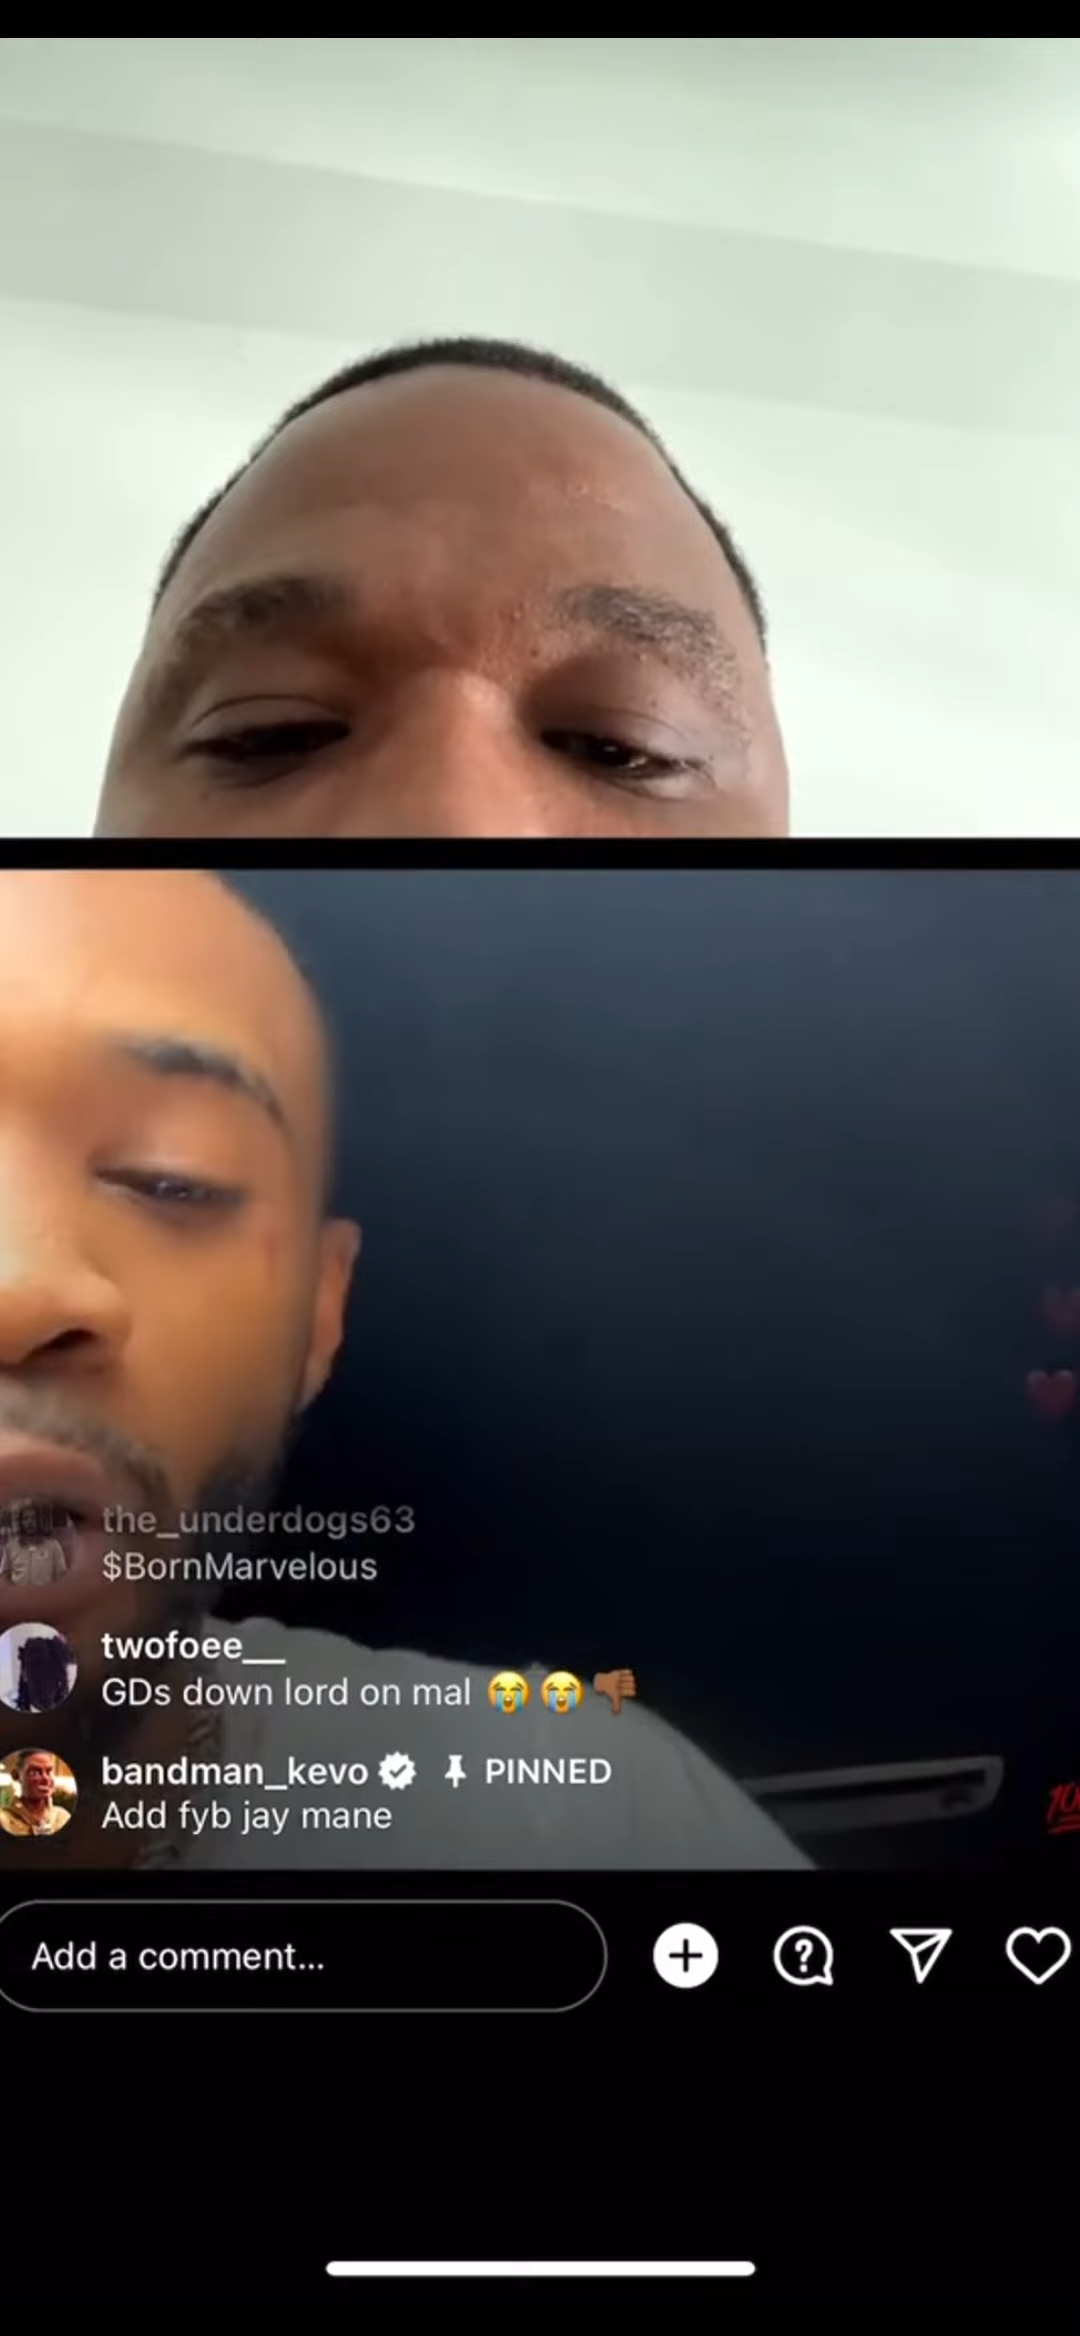 the_underdogs63
$BornMarvelous
twofoee__
GDs down lord on mal 😭😭👎🏾
bandman_kevo PINNED
Add fyb jay mane
Add a comment...